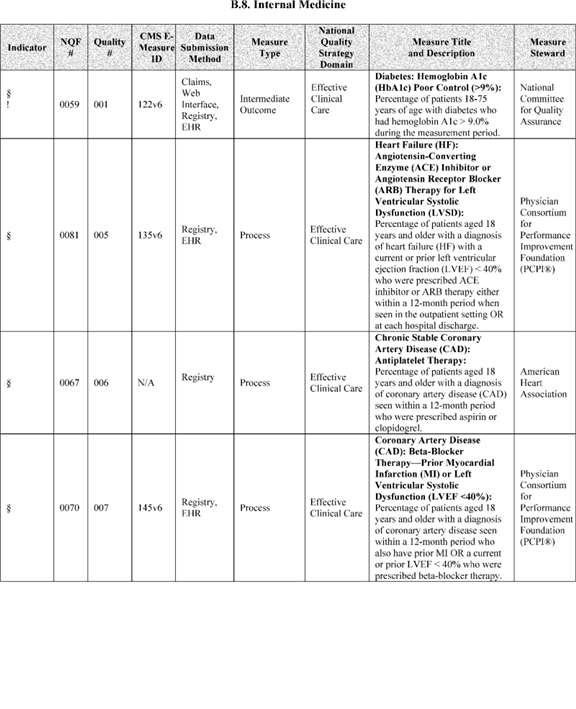 B.8. Internal Medicine
Indicator
NQF
#
Quality
#
CMS E-
Measure
ID
Data
Submission
Method
Measure
Type
National
Quality
Strategy
Domain
Measure Title
and Description
Measure
Steward
§
!
0059
001
122v6
Claims,
Web
Interface,
Registry,
EHR
Intermediate
Outcome
Effective
Clinical
Care
Diabetes: Hemoglobin A1c
(HbA1c) Poor Control (>9%):
Percentage of patients 18-75
years of age with diabetes who
had hemoglobin A1c > 9.0%
during the measurement period.
National
Committee
for Quality
Assurance
§
0081
005
135v6
Registry,
EHR
Process
Effective
Clinical Care
Heart Failure (HF):
Angiotensin-Converting
Enzyme (ACE) Inhibitor or
Angiotensin Receptor Blocker
(ARB) Therapy for Left
Ventricular Systolic
Dysfunction (LVSD):
Percentage of patients aged 18
years and older with a diagnosis
of heart failure (HF) with a
current or prior left ventricular
ejection fraction (LVEF) < 40%
who were prescribed ACE
inhibitor or ARB therapy either
within a 12-month period when
seen in the outpatient setting OR
at each hospital discharge.
Physician
Consortium
for
Performance
Improvement
Foundation
(PCPI®)
§
0067
006
N/A
Registry
Process
Effective
Clinical Care
Chronic Stable Coronary
Artery Disease (CAD):
Antiplatelet Therapy:
Percentage of patients aged 18
years and older with a diagnosis
of coronary artery disease (CAD)
seen within a 12-month period
who were prescribed aspirin or
clopidogrel.
American
Heart
Association
§
0070
007
145v6
Registry,
EHR
Process
Effective
Clinical Care
Coronary Artery Disease
(CAD): Beta-Blocker
Therapy—Prior Myocardial
Infarction (MI) or Left
Ventricular Systolic
Dysfunction (LVEF <40%):
Percentage of patients aged 18
years and older with a diagnosis
of coronary artery disease seen
within a 12-month period who
also have prior MI OR a current
or prior LVEF < 40% who were
prescribed beta-blocker therapy.
Physician
Consortium
for
Performance
Improvement
Foundation
(PCPI®)